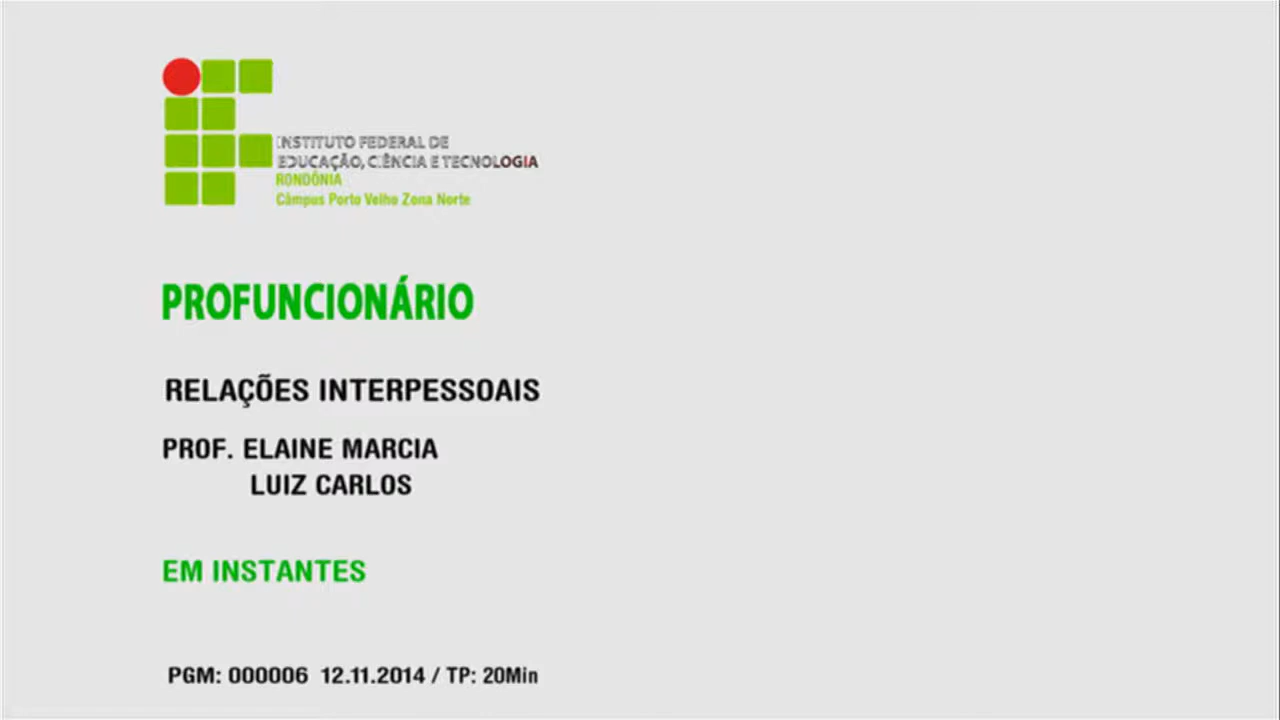 INSTITUTO FEDERAL DE
EDUCAÇÃO, CIÊNCIA E TECNOLOGIA
RONDÔNIA
Câmpus Porto Velho Zona Norte
PROFUNCIONÁRIO
RELAÇÕES INTERPESSOAIS
PROF. ELAINE MARCIA
LUIZ CARLOS
EM INSTANTES
PGM: 000006 12.11.2014 / TP: 20Min